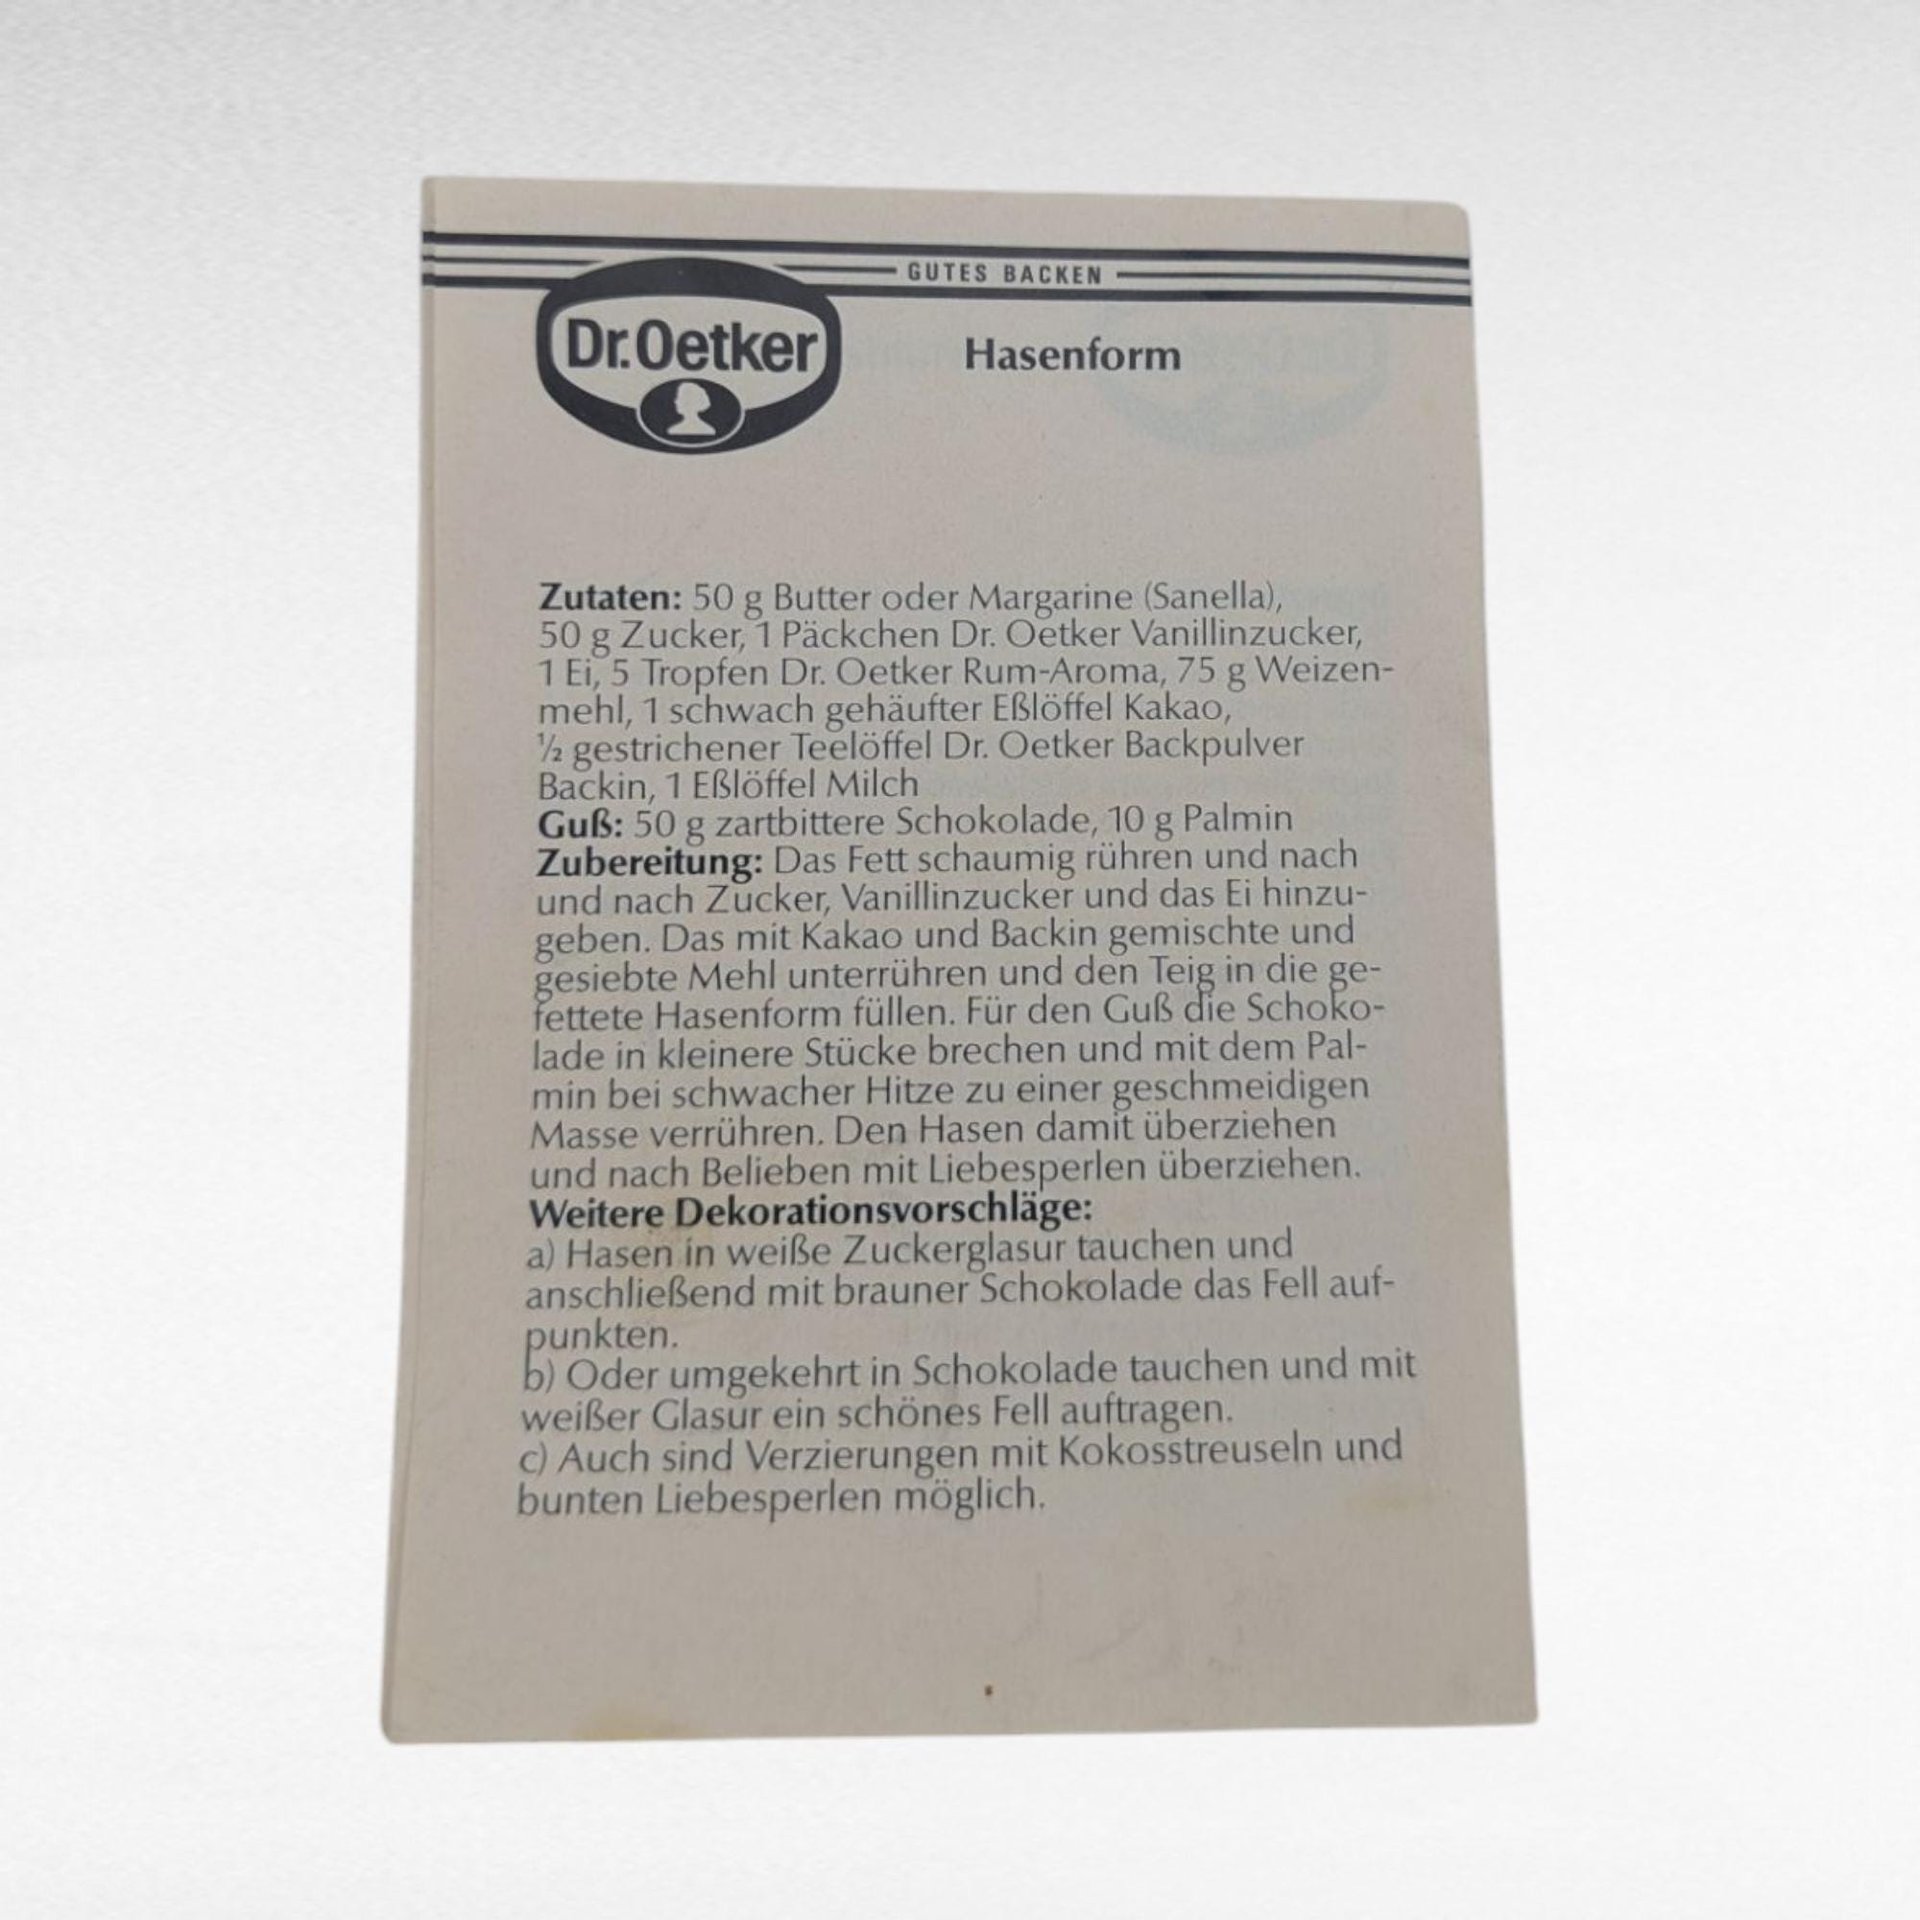 GUTES BACKEN
Dr.Oetker
Hasenform
Zutaten: 50 g Butter oder Margarine (Sanella),
50 g Zucker, 1 Päckchen Dr. Oetker Vanillinzucker,
1 Ei, 5 Tropfen Dr. Oetker Rum-Aroma, 75 g Weizen-
mehl, 1 schwach gehäufter Eßlöffel Kakao,
½ gestrichener Teelöffel Dr. Oetker Backpulver
Backin, 1 Eßlöffel Milch
Guß: 50 g zartbittere Schokolade, 10 g Palmin
Zubereitung: Das Fett schaumig rühren und nach
und nach Zucker, Vanillinzucker und das Ei hinzu-
geben. Das mit Kakao und Backin gemischte und
gesiebte Mehl unterrühren und den Teig in die ge-
fettete Hasenform füllen. Für den Guß die Schoko-
lade in kleinere Stücke brechen und mit dem Pal-
min bei schwacher Hitze zu einer geschmeidigen
Masse verrühren. Den Hasen damit überziehen
und nach Belieben mit Liebesperlen überziehen.
Weitere Dekorationsvorschläge:
a) Hasen in weiße Zuckerglasur tauchen und
anschließend mit brauner Schokolade das Fell auf-
punkten.
b) Oder umgekehrt in Schokolade tauchen und mit
weißer Glasur ein schönes Fell auftragen.
c) Auch sind Verzierungen mit Kokosstreuseln und
bunten Liebesperlen möglich.